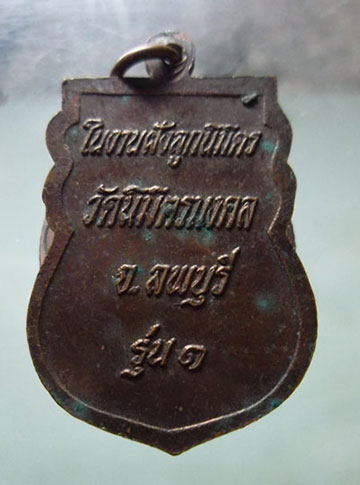 ในงานฝังลูกนิมิตร
วัดนิมิตรมงคล
จ. ลพบุรี
รุ่น ๑